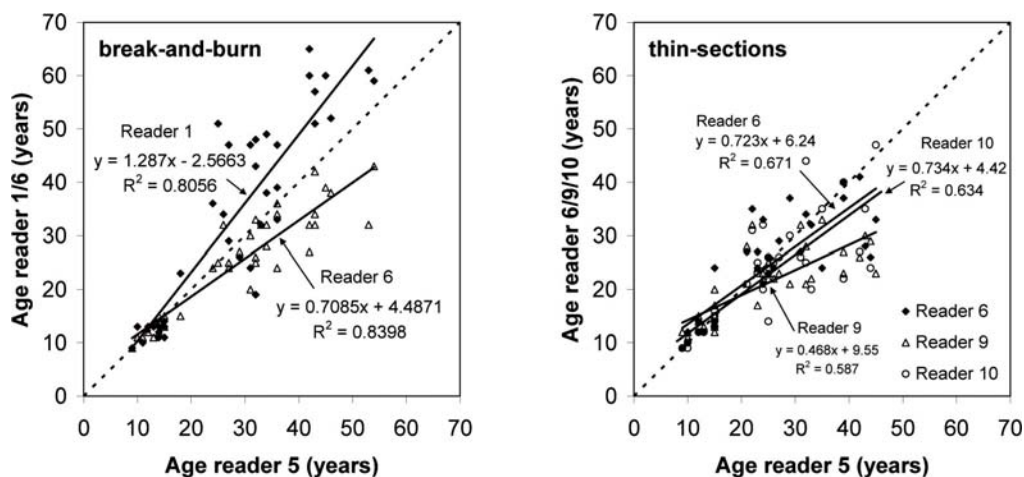 break-and-burn
Age reader 1/6 (years)
70
60
50
40
30
20
10
0
Reader 1
y = 1.287x - 2.5663
R² = 0.8056
Reader 6
y = 0.7085x + 4.4871
R² = 0.8398
0 10 20 30 40 50 60 70
Age reader 5 (years)
thin-sections
Age reader 6/9/10 (years)
70
60
50
40
30
20
10
0
Reader 6
y = 0.723x + 6.24
R² = 0.671
Reader 10
y = 0.734x + 4.42
R² = 0.634
Reader 9
y = 0.468x + 9.55
R² = 0.587
Reader 6
Reader 9
Reader 10
0 10 20 30 40 50 60 70
Age reader 5 (years)